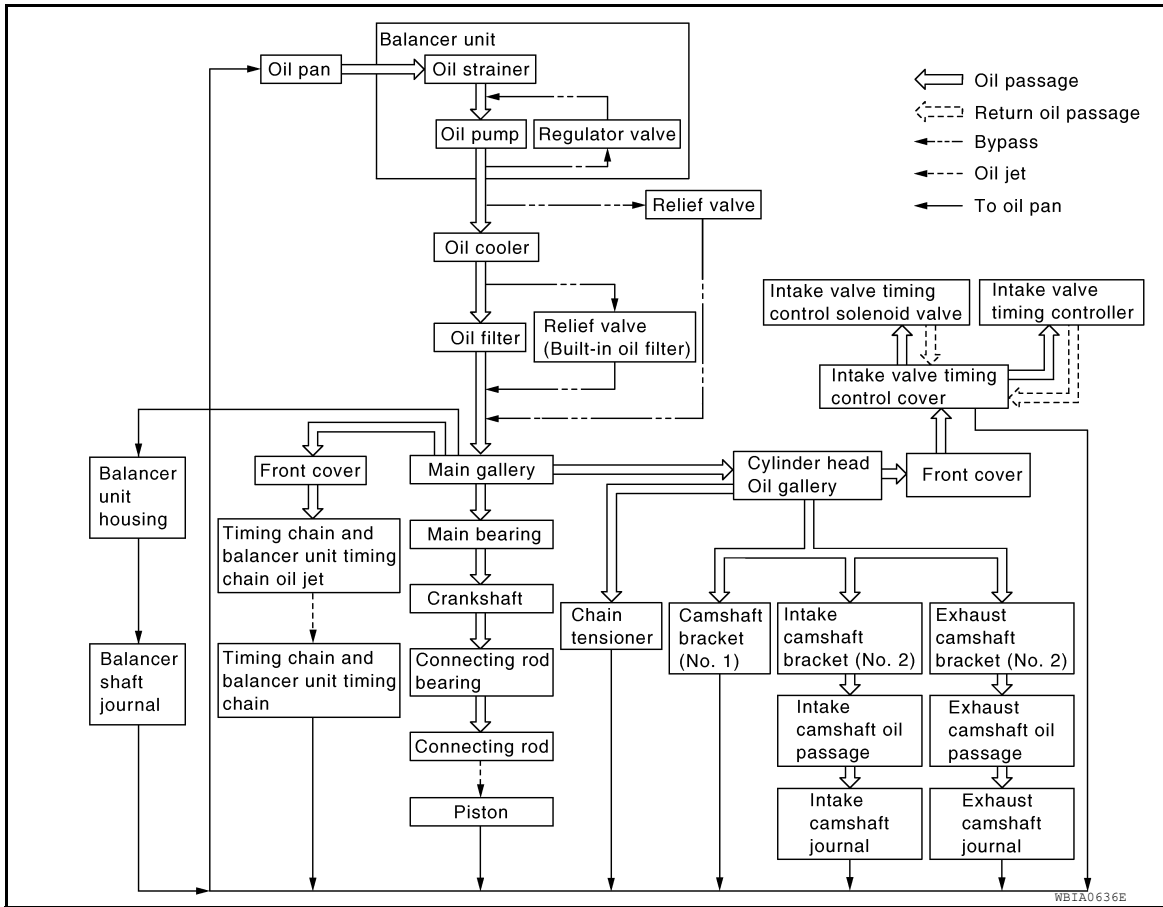 Balancer unit
Oil pan
Oil strainer
Oil pump
Regulator valve
Oil passage
Return oil passage
Bypass
Oil jet
To oil pan
Relief valve
Oil cooler
Oil filter
Relief valve
(Built-in oil filter)
Intake valve timing
control solenoid valve
Intake valve
timing controller
Intake valve timing
control cover
Balancer
unit
housing
Front cover
Main gallery
Cylinder head
Oil gallery
Front cover
Timing chain and
balancer unit timing
chain oil jet
Main bearing
Crankshaft
Chain
tensioner
Camshaft
bracket
(No. 1)
Intake
camshaft
bracket (No. 2)
Exhaust
camshaft
bracket (No. 2)
Balancer
shaft
journal
Timing chain and
balancer unit timing
chain
Connecting rod
bearing
Intake
camshaft oil
passage
Exhaust
camshaft oil
passage
Connecting rod
Piston
Intake
camshaft
journal
Exhaust
camshaft
journal
WBIA0636E